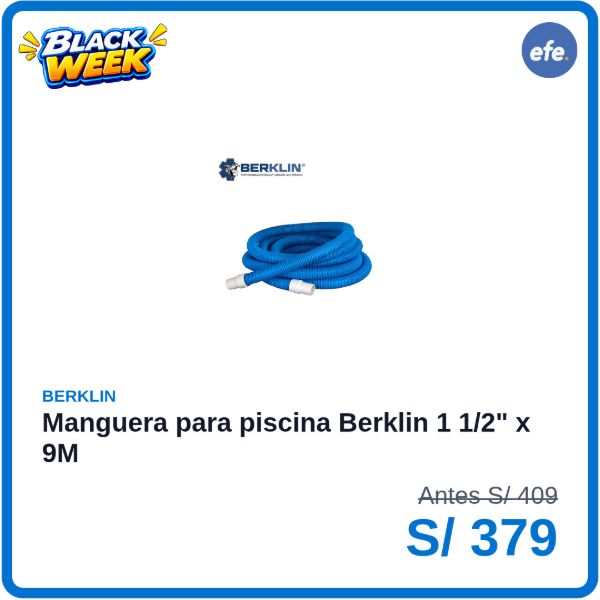 BLACK
WEEK
efe.
BERKLIN®
BERKLIN
Manguera para piscina Berklin 1 1/2" x
9M
Antes S/ 409
S/ 379